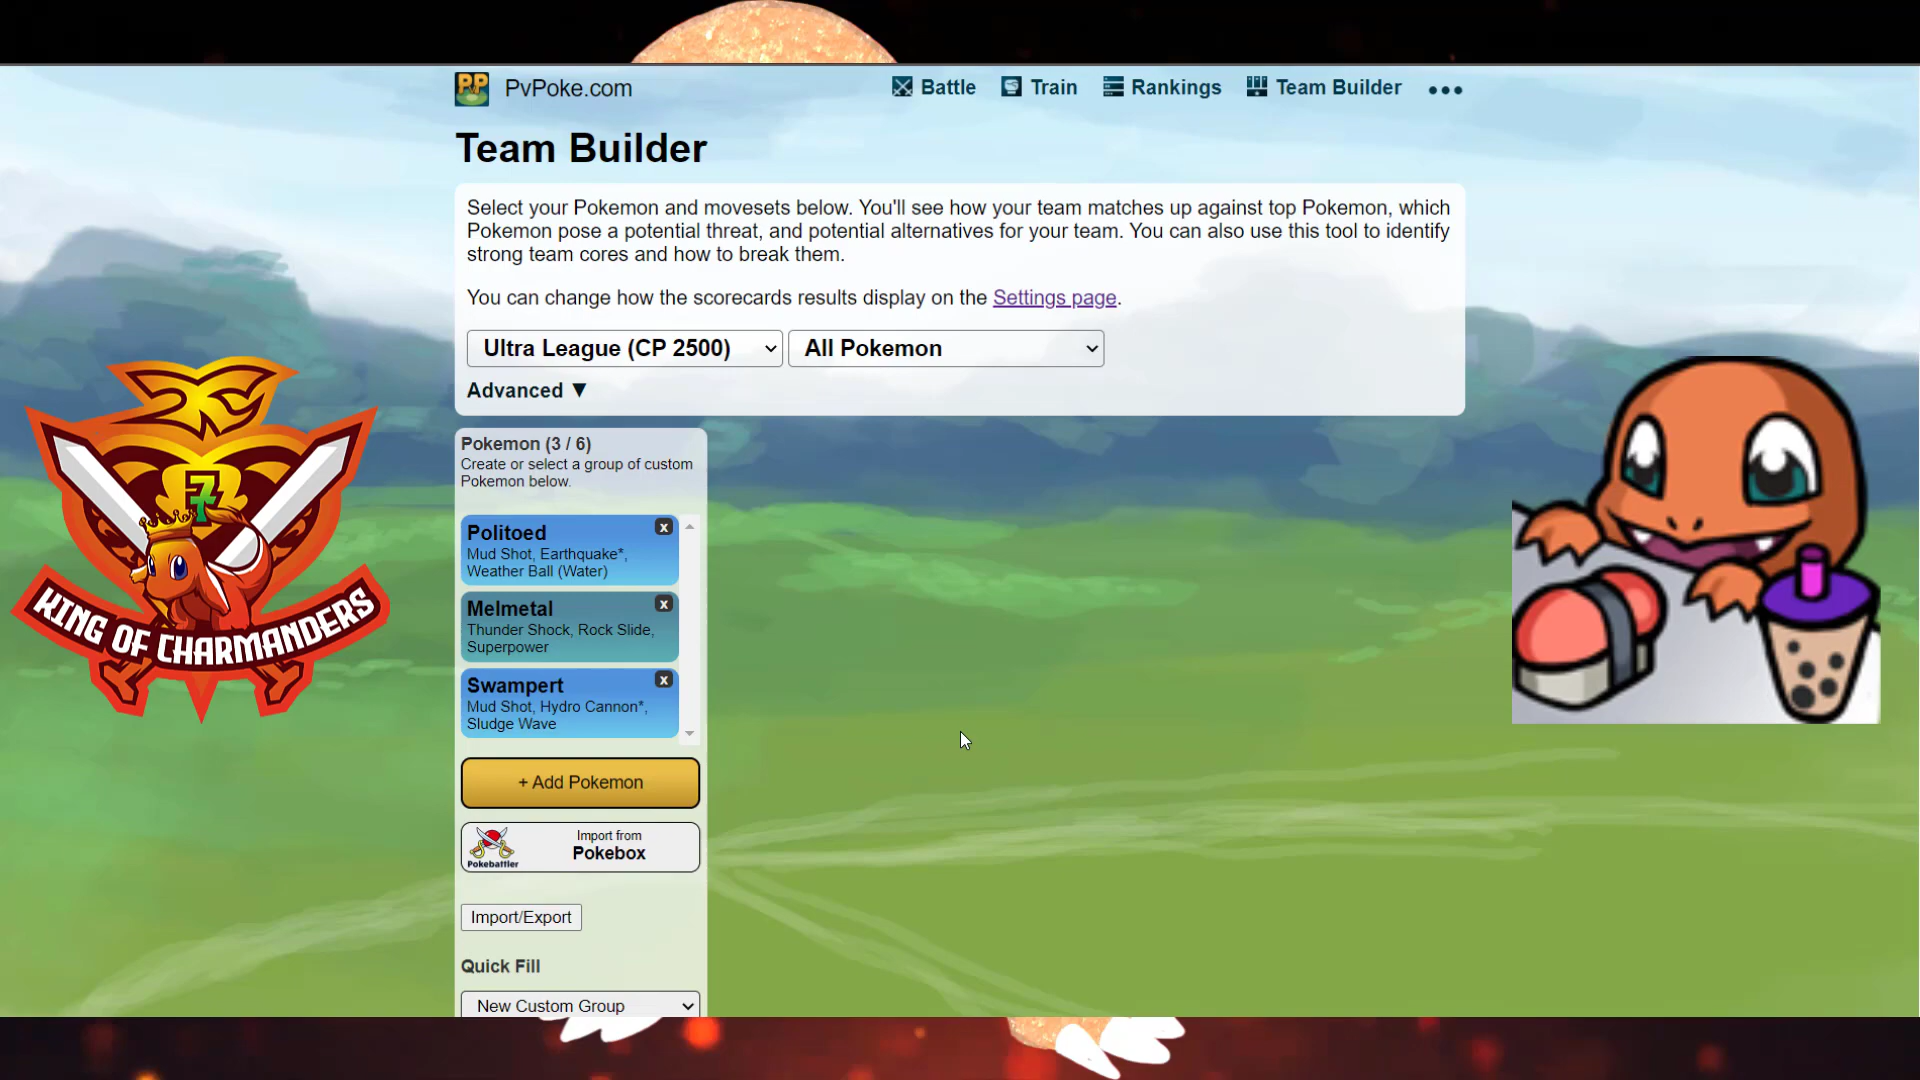 PP
PvPoke.com
Battle
Train
Rankings
Team Builder
Team Builder
Select your Pokemon and movesets below. You'll see how your team matches up against top Pokemon, which
Pokemon pose a potential threat, and potential alternatives for your team. You can also use this tool to identify
strong team cores and how to break them.
You can change how the scorecards results display on the Settings page.
Ultra League (CP 2500)
All Pokemon
Advanced ▼
Pokemon (3 / 6)
Create or select a group of custom
Pokemon below.
Politoed
x
Mud Shot, Earthquake*,
Weather Ball (Water)
Melmetal
x
Thunder Shock, Rock Slide,
Superpower
Swampert
x
Mud Shot, Hydro Cannon*,
Sludge Wave
+ Add Pokemon
Pokebattler
Import from
Pokebox
Import/Export
Quick Fill
New Custom Group
7
KING OF CHARMANDERS